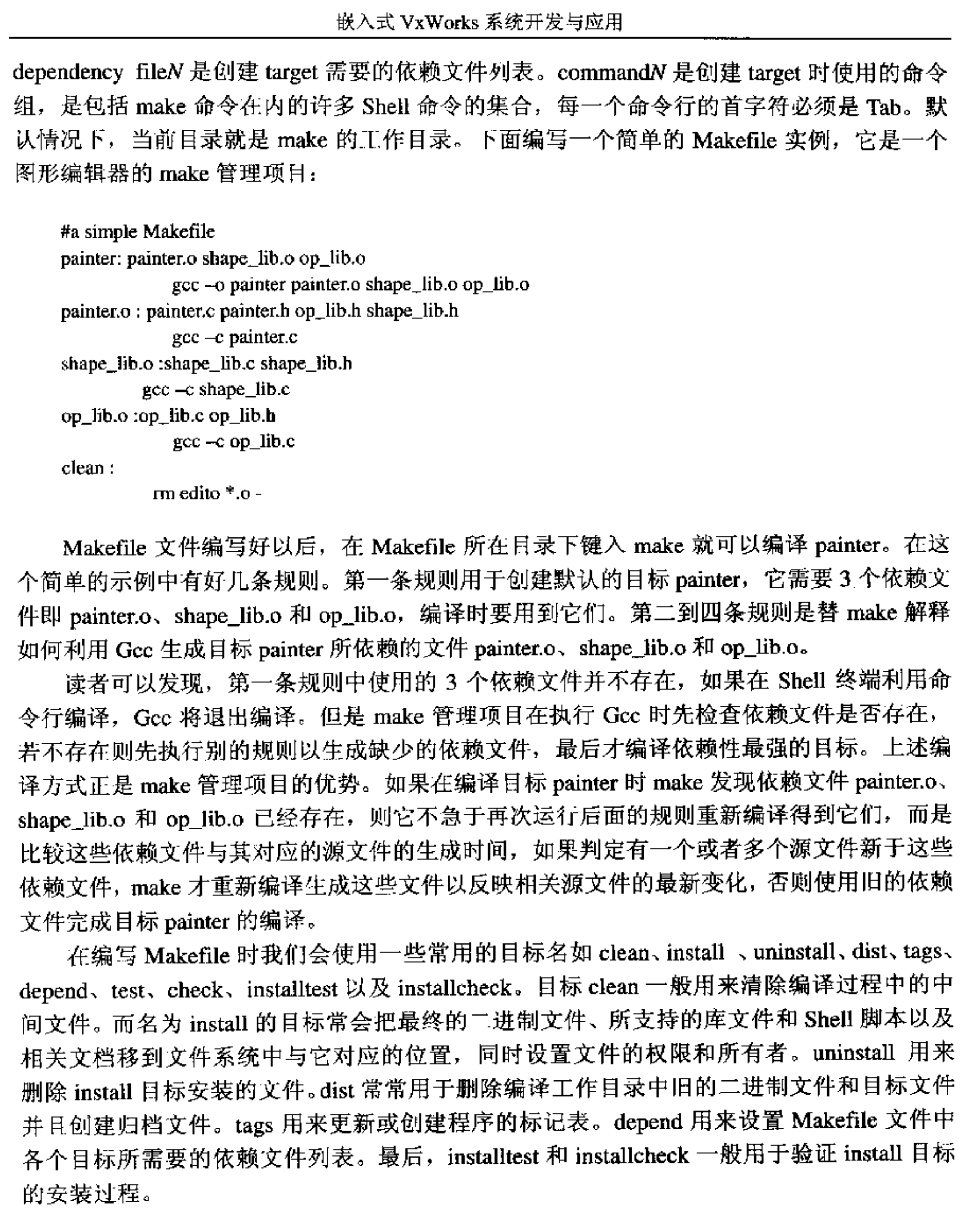 嵌入式 VxWorks 系统开发与应用
dependency fileN 是创建 target 需要的依赖文件列表。commandN 是创建 target 时使用的命令
组，是包括 make 命令在内的许多 Shell 命令的集合，每一个命令行的首字符必须是 Tab。默
认情况下，当前目录就是 make 的工作目录。下面编写一个简单的 Makefile 实例，它是一个
图形编辑器的 make 管理项目：
#a simple Makefile
painter: painter.o shape_lib.o op_lib.o
gcc –o painter painter.o shape_lib.o op_lib.o
painter.o : painter.c painter.h op_lib.h shape_lib.h
gcc –c painter.c
shape_lib.o :shape_lib.c shape_lib.h
gcc –c shape_lib.c
op_lib.o :op_lib.c op_lib.h
gcc –c op_lib.c
clean :
rm edito *.o -
Makefile 文件编写好以后，在 Makefile 所在目录下键入 make 就可以编译 painter。在这
个简单的示例中有好几条规则。第一条规则用于创建默认的目标 painter，它需要 3 个依赖文
件即 painter.o、shape_lib.o 和 op_lib.o，编译时要用到它们。第二到四条规则是替 make 解释
如何利用 Gcc 生成目标 painter 所依赖的文件 painter.o、shape_lib.o 和 op_lib.o。
读者可以发现，第一条规则中使用的 3 个依赖文件并不存在，如果在 Shell 终端利用命
令行编译，Gcc 将退出编译。但是 make 管理项目在执行 Gcc 时先检查依赖文件是否存在，
若不存在则先执行别的规则以生成缺少的依赖文件，最后才编译依赖性最强的目标。上述编
译方式正是 make 管理项目的优势。如果在编译目标 painter 时 make 发现依赖文件 painter.o、
shape_lib.o 和 op_lib.o 已经存在，则它不急于再次运行后面的规则重新编译得到它们，而是
比较这些依赖文件与其对应的源文件的生成时间，如果判定有一个或者多个源文件新于这些
依赖文件，make 才重新编译生成这些文件以反映相关源文件的最新变化，否则使用旧的依赖
文件完成目标 painter 的编译。
在编写 Makefile 时我们会使用一些常用的目标名如 clean、install 、uninstall、dist、tags、
depend、test、check、installtest 以及 installcheck。目标 clean 一般用来清除编译过程中的中
间文件。而名为 install 的目标常会把最终的二进制文件、所支持的库文件和 Shell 脚本以及
相关文档移到文件系统中与它对应的位置，同时设置文件的权限和所有者。uninstall 用来
删除 install 目标安装的文件。dist 常常用于删除编译工作目录中旧的二进制文件和目标文件
并且创建归档文件。tags 用来更新或创建程序的标记表。depend 用来设置 Makefile 文件中
各个目标所需要的依赖文件列表。最后，installtest 和 installcheck 一般用于验证 install 目标
的安装过程。